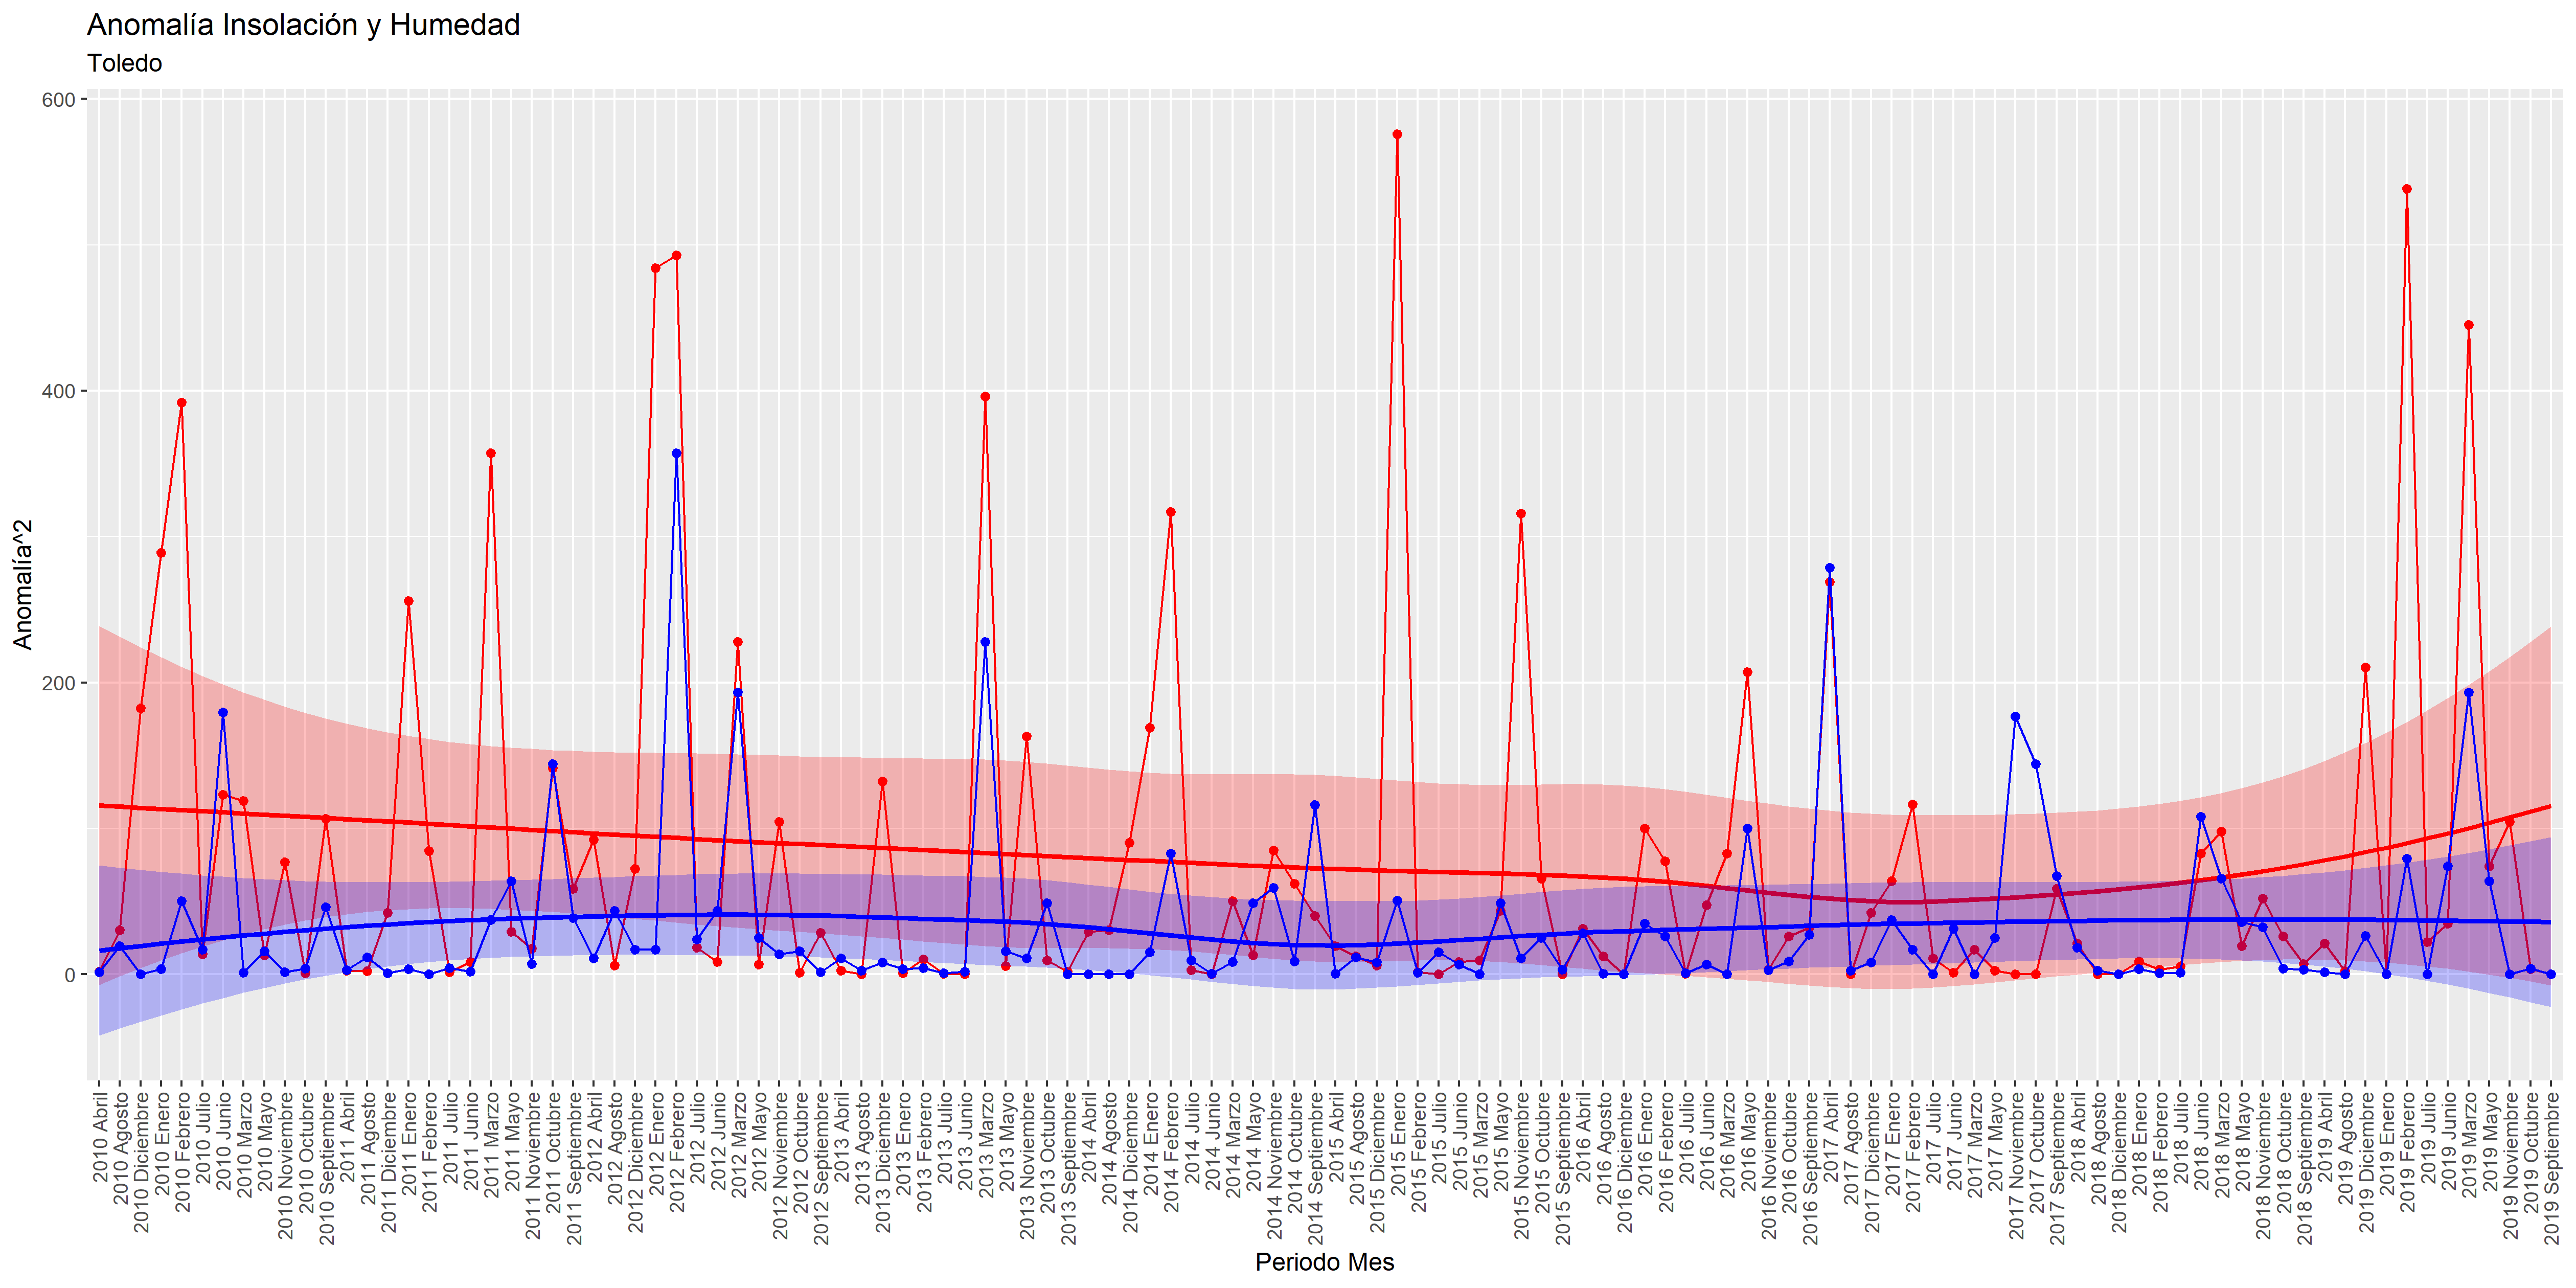 Anomalía Insolación y Humedad
Toledo
Anomalía^2
600
400
200
0
2010 Abril
2010 Agosto
2010 Diciembre
2010 Enero
2010 Febrero
2010 Julio
2010 Junio
2010 Marzo
2010 Mayo
2010 Noviembre
2010 Octubre
2010 Septiembre
2011 Abril
2011 Agosto
2011 Diciembre
2011 Enero
2011 Febrero
2011 Julio
2011 Junio
2011 Marzo
2011 Mayo
2011 Noviembre
2011 Octubre
2011 Septiembre
2012 Abril
2012 Agosto
2012 Diciembre
2012 Enero
2012 Febrero
2012 Julio
2012 Junio
2012 Marzo
2012 Mayo
2012 Noviembre
2012 Octubre
2012 Septiembre
2013 Abril
2013 Agosto
2013 Diciembre
2013 Enero
2013 Febrero
2013 Julio
2013 Junio
2013 Marzo
2013 Mayo
2013 Noviembre
2013 Octubre
2013 Septiembre
2014 Abril
2014 Agosto
2014 Diciembre
2014 Enero
2014 Febrero
2014 Julio
2014 Junio
2014 Marzo
2014 Mayo
2014 Noviembre
2014 Octubre
2014 Septiembre
2015 Abril
2015 Agosto
2015 Diciembre
2015 Enero
2015 Febrero
2015 Julio
2015 Junio
2015 Marzo
2015 Mayo
2015 Noviembre
2015 Octubre
2015 Septiembre
2016 Abril
2016 Agosto
2016 Diciembre
2016 Enero
2016 Febrero
2016 Julio
2016 Junio
2016 Marzo
2016 Mayo
2016 Noviembre
2016 Octubre
2016 Septiembre
2017 Abril
2017 Agosto
2017 Diciembre
2017 Enero
2017 Febrero
2017 Julio
2017 Junio
2017 Marzo
2017 Mayo
2017 Noviembre
2017 Octubre
2017 Septiembre
2018 Abril
2018 Agosto
2018 Diciembre
2018 Enero
2018 Febrero
2018 Julio
2018 Junio
2018 Marzo
2018 Mayo
2018 Noviembre
2018 Octubre
2018 Septiembre
2019 Abril
2019 Agosto
2019 Diciembre
2019 Enero
2019 Febrero
2019 Julio
2019 Junio
2019 Marzo
2019 Mayo
2019 Noviembre
2019 Octubre
2019 Septiembre
Periodo Mes